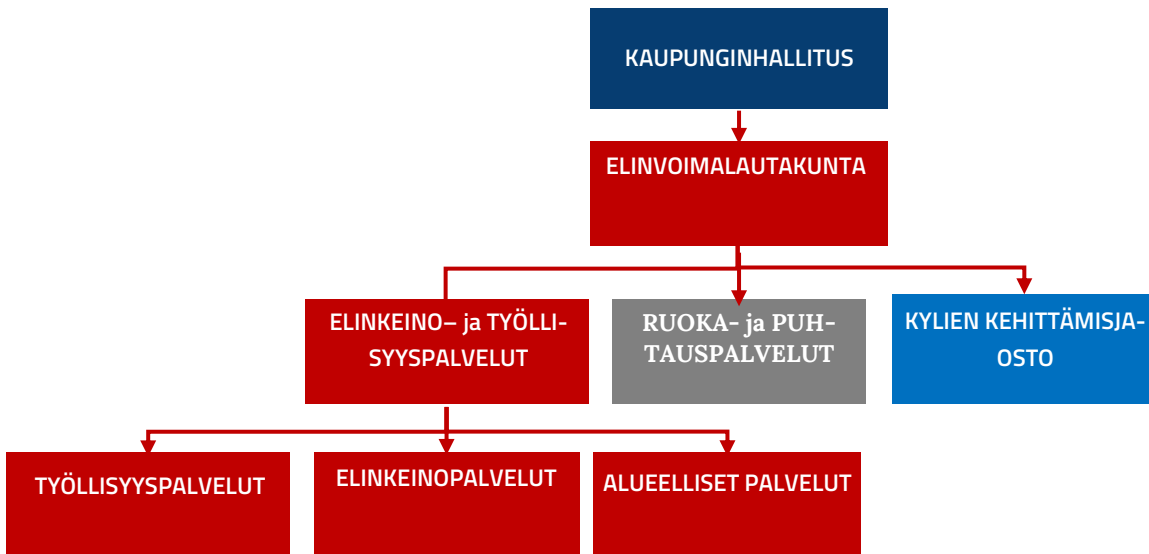 KAUPUNGINHALLITUS
ELINVOIMALAUTAKUNTA
ELINKEINO– ja TYÖLLI-
SYYSPALVELUT
RUOKA- ja PUH-
TAUSPALVELUT
KYLIEN KEHITTÄMISJA-
OSTO
TYÖLLISYYSPALVELUT
ELINKEINOPALVELUT
ALUEELLISET PALVELUT